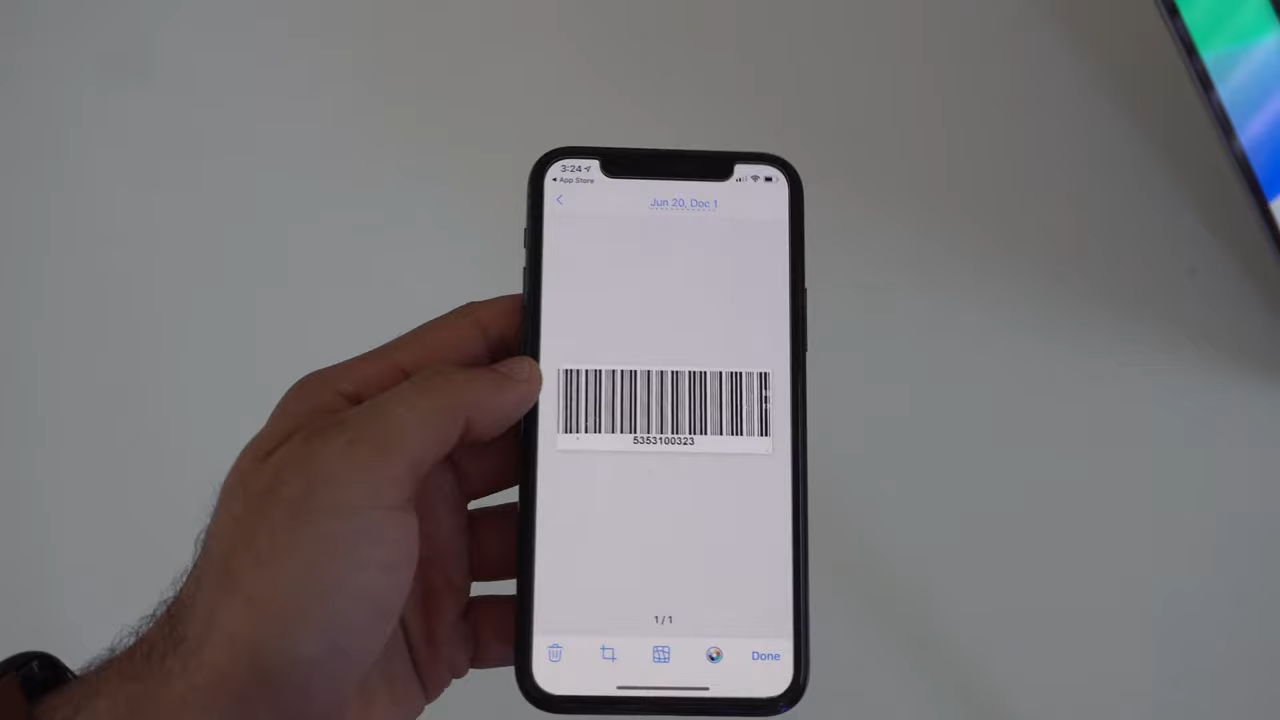 3:24
App Store
Jun 20, Doc 1
5353100323
1/1
Done